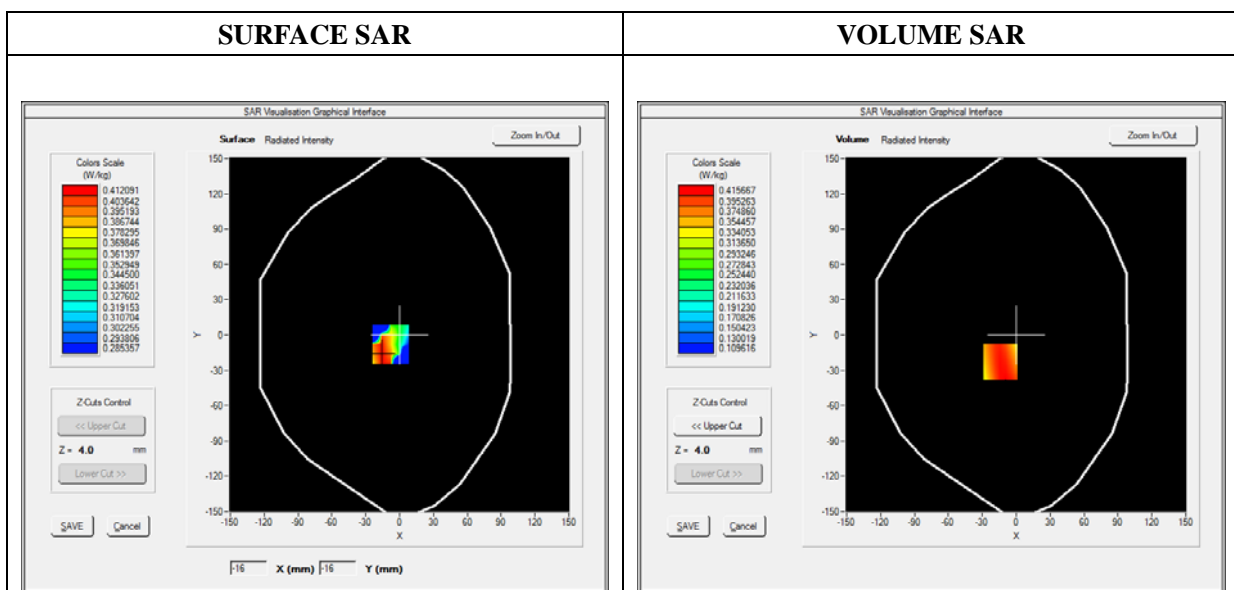 SURFACE SAR
VOLUME SAR
SAR Visualisation Graphical Interface
Surface Radiated Intensity
Zoom In/Out
Colors Scale
(W/kg)
0.412091
0.403642
0.395193
0.386744
0.378295
0.369846
0.361397
0.352949
0.344500
0.336051
0.327602
0.319153
0.310704
0.302255
0.293806
0.285357
Z-Cuts Control
<< Upper Cut
Z = 4.0 mm
Lower Cut >>
SAVE Cancel
150
120
90
60
30
0
-30
-60
-90
-120
-150
Y
-150 -120 -90 -60 -30 0 30 60 90 120 150
X
-16 X (mm) -16 Y (mm)
SAR Visualisation Graphical Interface
Volume Radiated Intensity
Zoom In/Out
Colors Scale
(W/kg)
0.415667
0.395263
0.374860
0.354457
0.334053
0.313650
0.293246
0.272843
0.252440
0.232036
0.211633
0.191230
0.170826
0.150423
0.130019
0.109616
Z-Cuts Control
<< Upper Cut
Z = 4.0 mm
Lower Cut >>
SAVE Cancel
150
120
90
60
30
0
-30
-60
-90
-120
-150
Y
-150 -120 -90 -60 -30 0 30 60 90 120 150
X